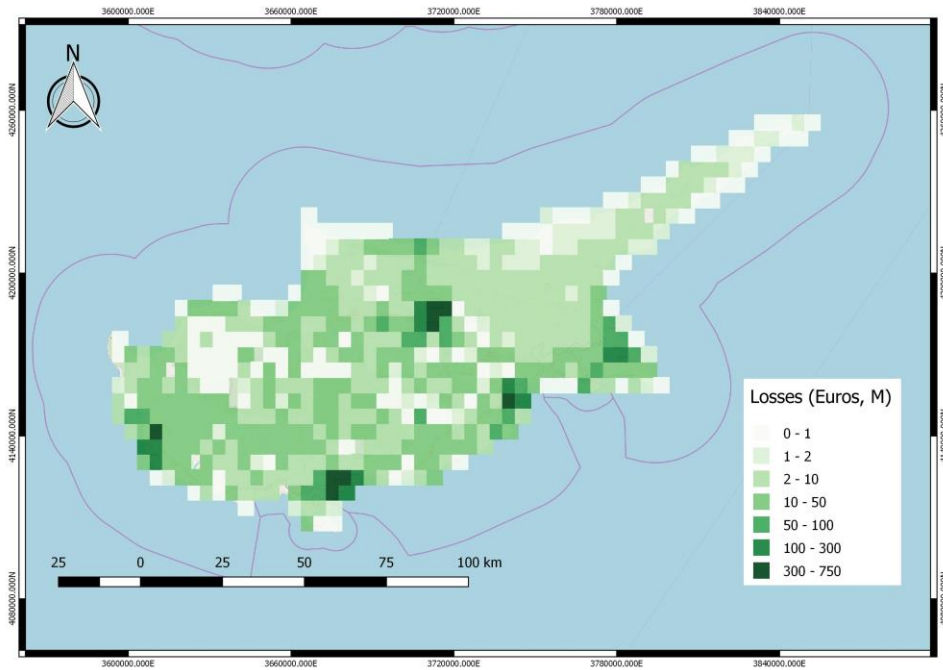 3600000.000E 3660000.000E 3720000.000E 3780000.000E 3840000.000E
N
4260000.000N
4200000.000N
4140000.000N
4080000.000N
Losses (Euros, M)
0 - 1
1 - 2
2 - 10
10 - 50
50 - 100
100 - 300
300 - 750
25 0 25 50 75 100 km
3600000.000E 3660000.000E 3720000.000E 3780000.000E 3840000.000E